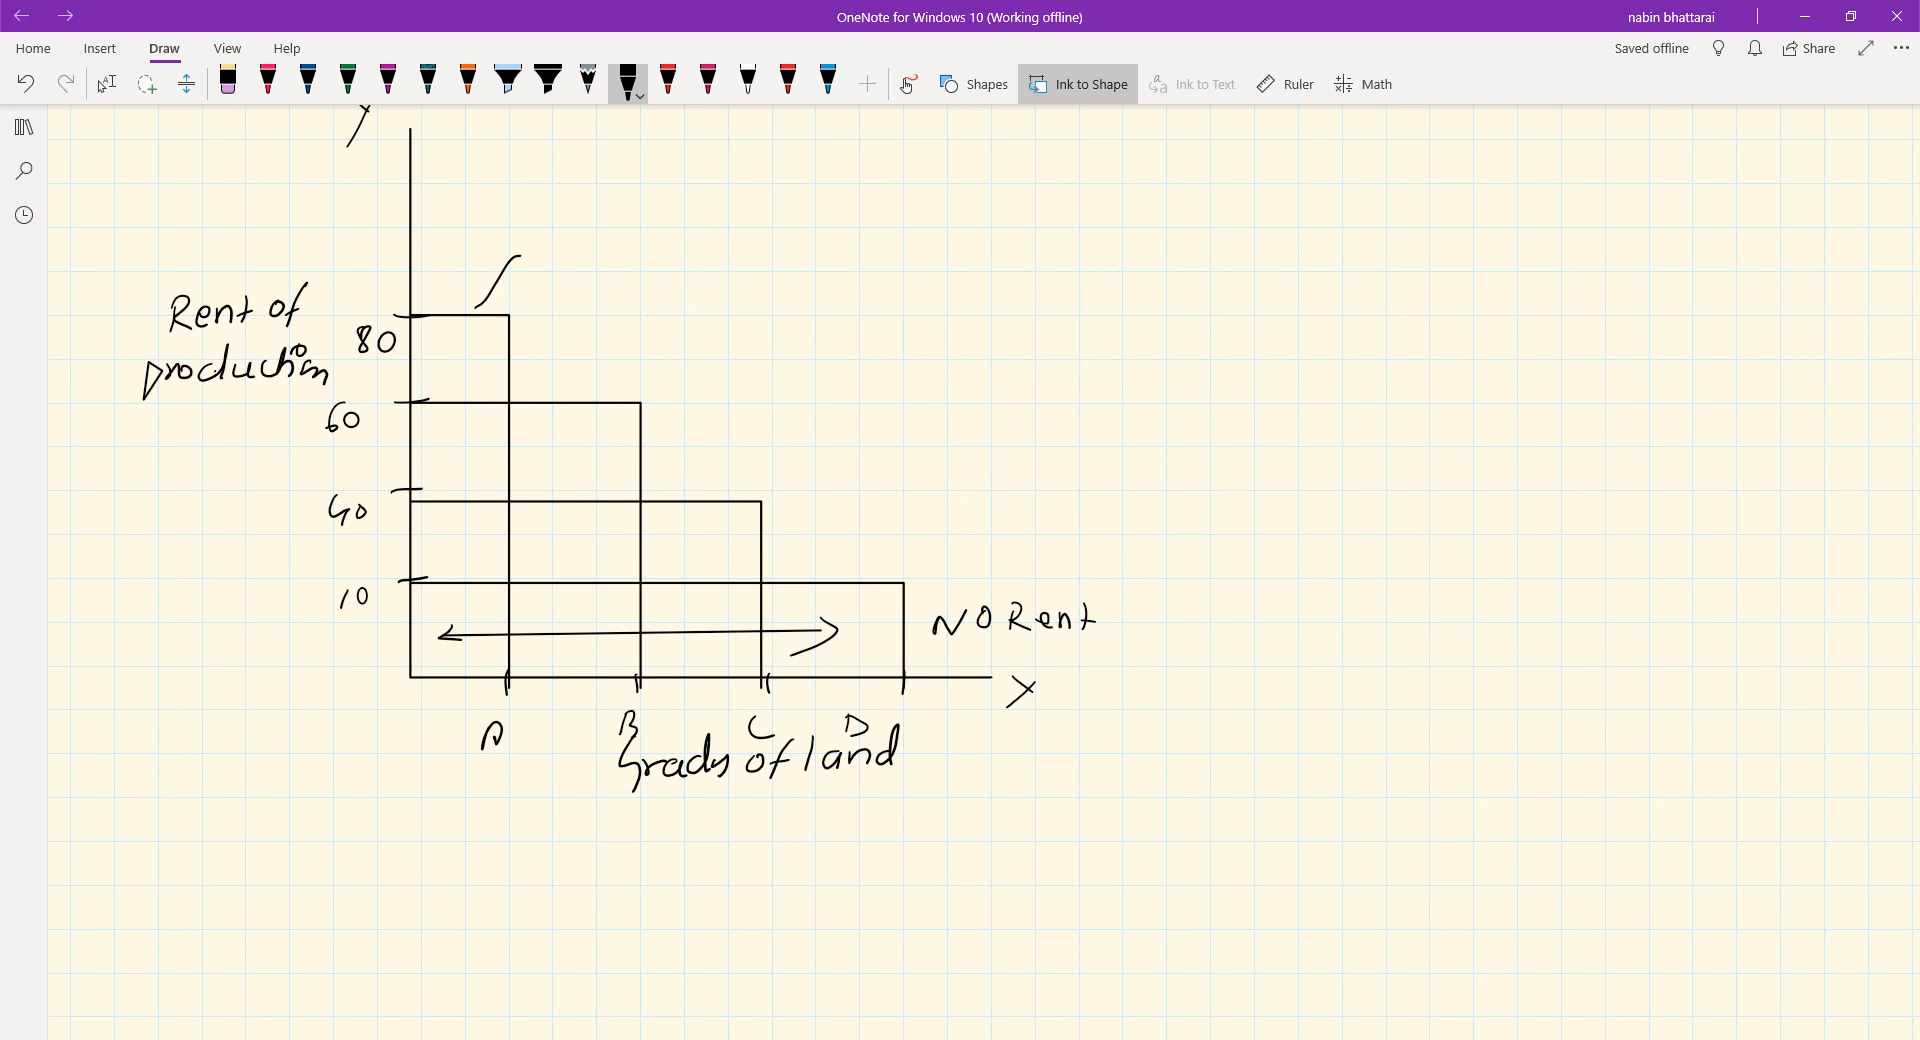 OneNote for Windows 10 (Working offline)
nabin bhattarai
Home Insert Draw View Help
Saved offline Share
Shapes Ink to Shape Ink to Text Ruler Math
y
Rent of
production
80
60
40
10
NO Rent
X
A B C D
Grades of land